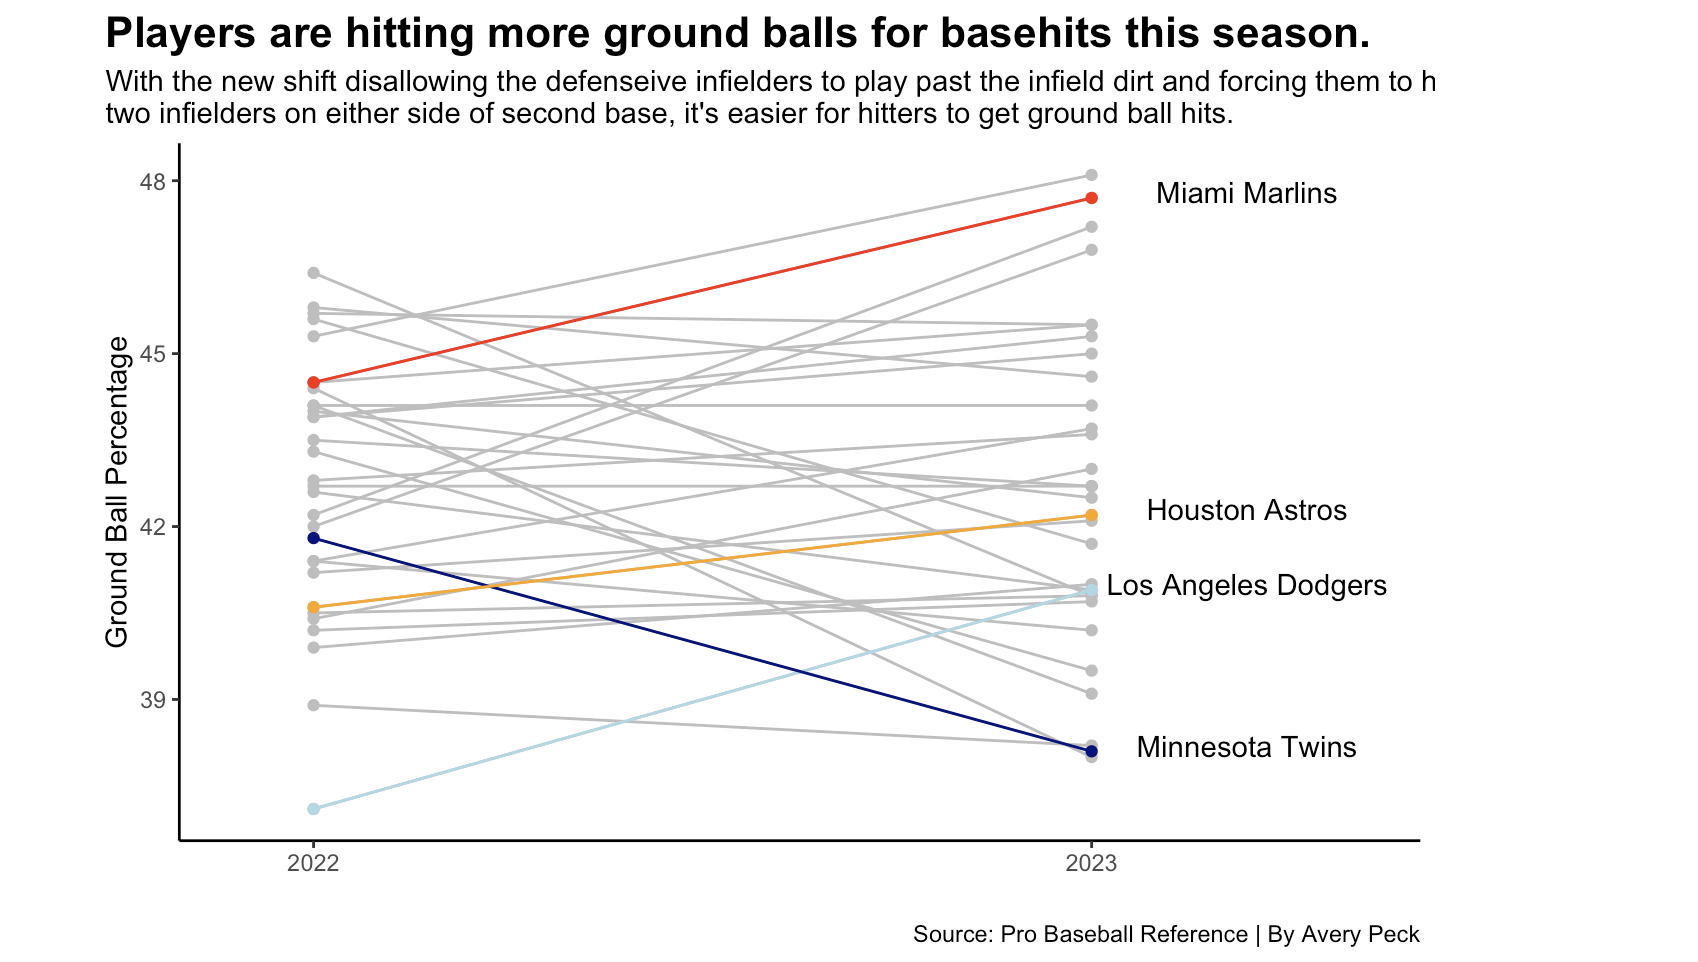 Players are hitting more ground balls for basehits this season.
With the new shift disallowing the defenseive infielders to play past the infield dirt and forcing them to h
two infielders on either side of second base, it's easier for hitters to get ground ball hits.
48
45
42
39
Ground Ball Percentage
Miami Marlins
Houston Astros
Los Angeles Dodgers
Minnesota Twins
2022
2023
Source: Pro Baseball Reference | By Avery Peck